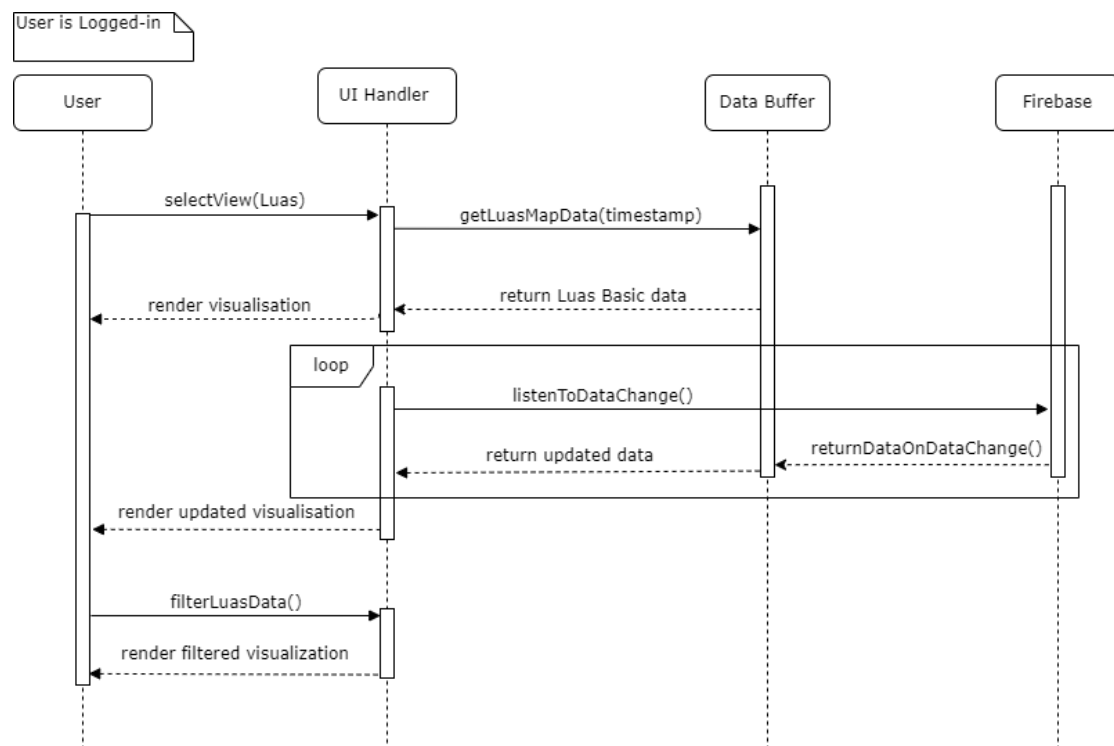 User is Logged-in
User
UI Handler
Data Buffer
Firebase
selectView(Luas)
getLuasMapData(timestamp)
return Luas Basic data
render visualisation
loop
listenToDataChange()
returnDataOnDataChange()
return updated data
render updated visualisation
filterLuasData()
render filtered visualization